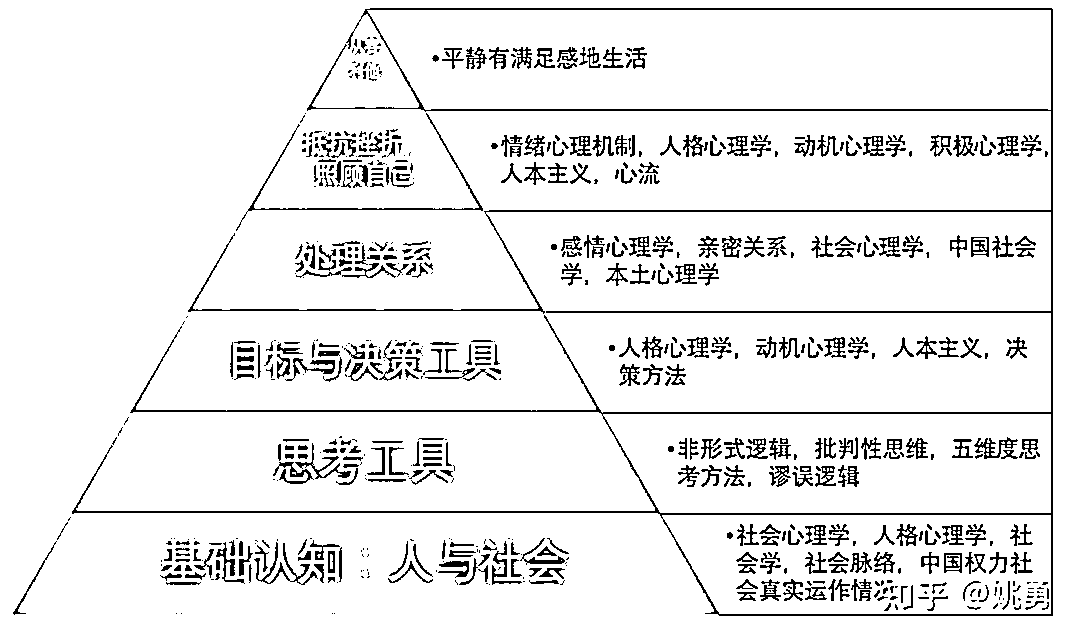 •平静有满足感地生活
抵抗挫折，
照顾自己
•情绪心理机制，人格心理学，动机心理学，积极心理学，
人本主义，心流
处理关系
•感情心理学，亲密关系，社会心理学，中国社会
学，本土心理学
目标与决策工具
•人格心理学，动机心理学，人本主义，决
策方法
思考工具
•非形式逻辑，批判性思维，五维度思
考方法，谬误逻辑
基础认知：人与社会
•社会心理学，人格心理学，社
会学，社会脉络，中国权力社
会真实运作情况
知乎 @姚勇